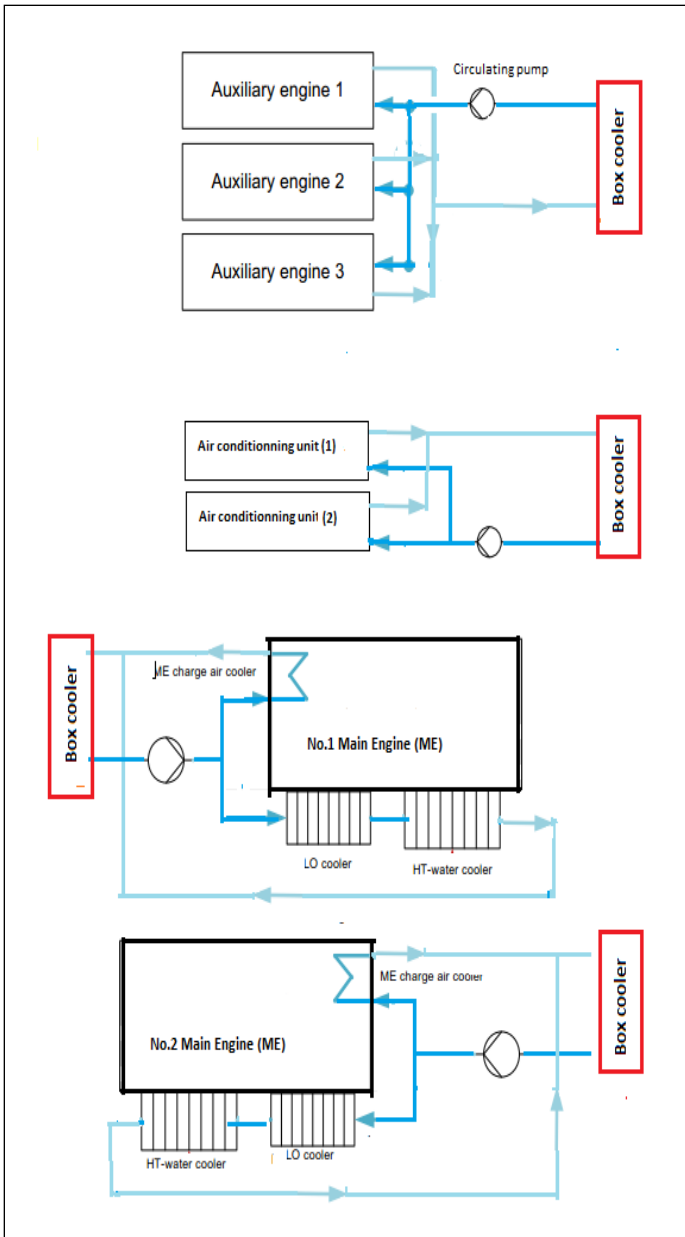 Circulating pump
Auxiliary engine 1
Box cooler
Auxiliary engine 2
Auxiliary engine 3
Air conditionning unit (1)
Box cooler
Air conditionning unit (2)
Box cooler
ME charge air cooler
No.1 Main Engine (ME)
LO cooler
HT-water cooler
ME charge air cooler
Box cooler
No.2 Main Engine (ME)
HT-water cooler
LO cooler